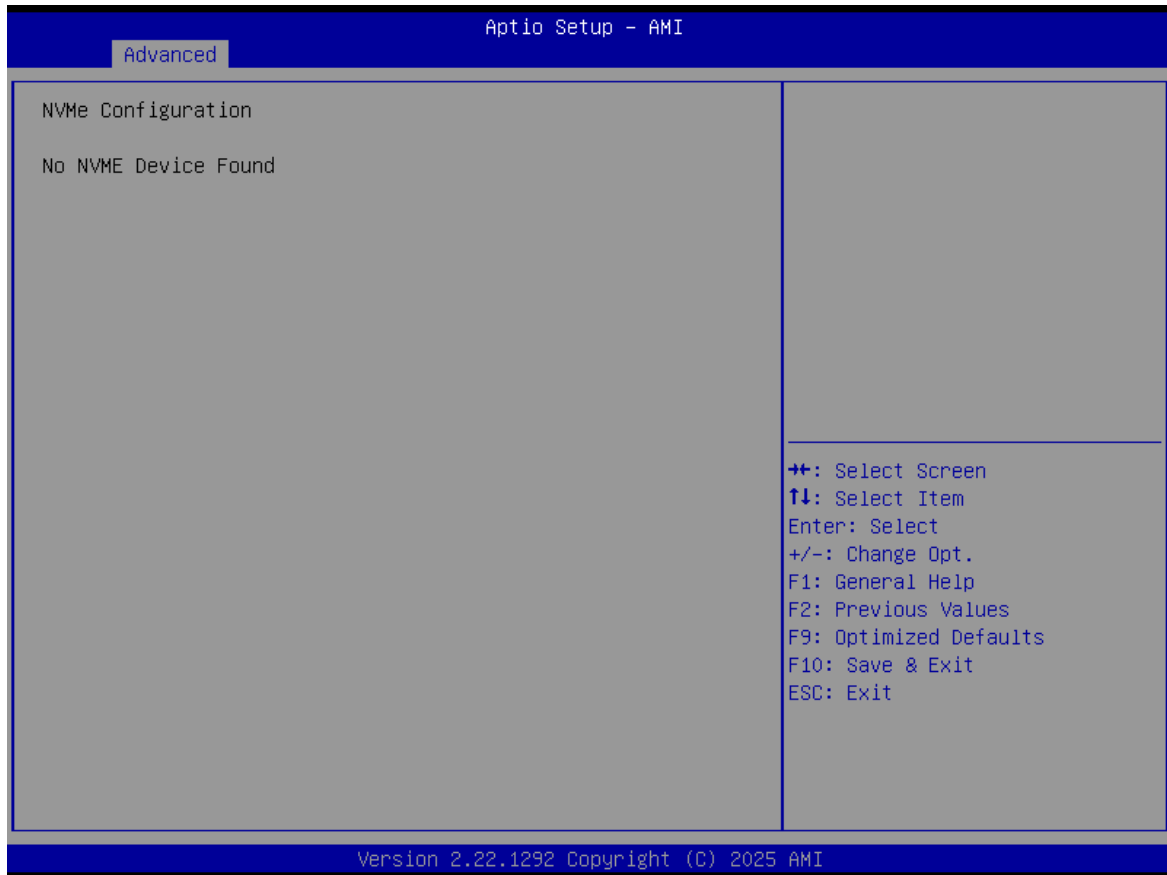 Aptio Setup – AMI
Advanced
NVMe Configuration
No NVME Device Found
→←: Select Screen
↑↓: Select Item
Enter: Select
+/-: Change Opt.
F1: General Help
F2: Previous Values
F9: Optimized Defaults
F10: Save & Exit
ESC: Exit
Version 2.22.1292 Copyright (C) 2025 AMI